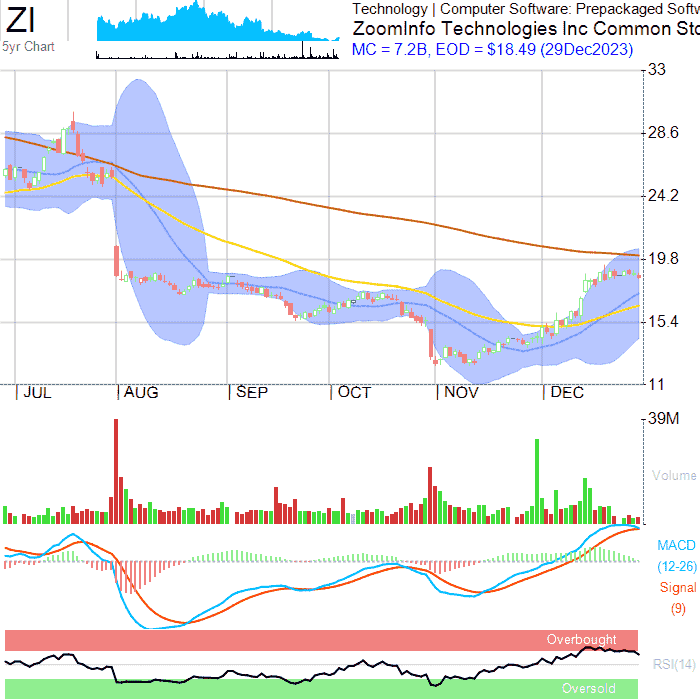 ZI
5yr Chart
Technology | Computer Software: Prepackaged Softw
ZoomInfo Technologies Inc Common Sto
MC = 7.2B, EOD = $18.49 (29Dec2023)
33
28.6
24.2
19.8
15.4
11
JUL AUG SEP OCT NOV DEC
39M
Volume
MACD
(12-26)
Signal
(9)
Overbought
RSI(14)
Oversold